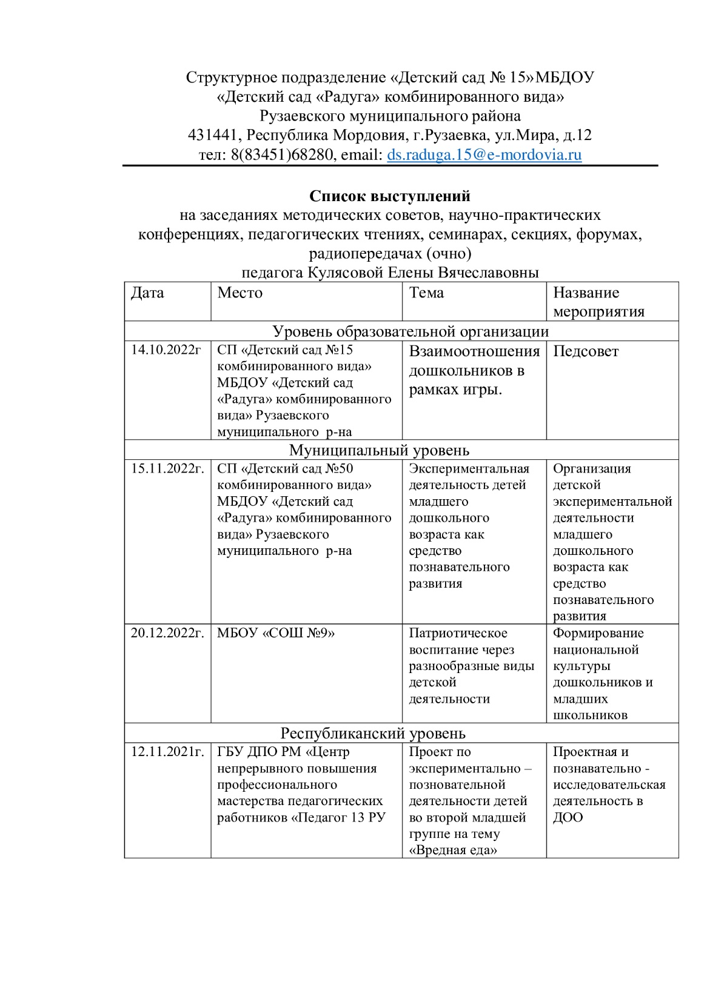 Структурное подразделение «Детский сад № 15»МБДОУ
«Детский сад «Радуга» комбинированного вида»
Рузаевского муниципального района
431441, Республика Мордовия, г.Рузаевка, ул.Мира, д.12
тел: 8(83451)68280, email: ds.raduga.15@e-mordovia.ru
Список выступлений
на заседаниях методических советов, научно-практических
конференциях, педагогических чтениях, семинарах, секциях, форумах,
радиопередачах (очно)
педагога Кулясовой Елены Вячеславовны
Дата
Место
Тема
Название
мероприятия
Уровень образовательной организации
14.10.2022г
СП «Детский сад №15
комбинированного вида»
МБДОУ «Детский сад
«Радуга» комбинированного
вида» Рузаевского
муниципального  р-на
Взаимоотношения
дошкольников в
рамках игры.
Педсовет
Муниципальный уровень
15.11.2022г.
СП «Детский сад №50
комбинированного вида»
МБДОУ «Детский сад
«Радуга» комбинированного
вида» Рузаевского
муниципального  р-на
Экспериментальная
деятельность детей
младшего
дошкольного
возраста как
средство
познавательного
развития
Организация
детской
экспериментальной
деятельности
младшего
дошкольного
возраста как
средство
познавательного
развития
20.12.2022г.
МБОУ «СОШ №9»
Патриотическое
воспитание через
разнообразные виды
детской
деятельности
Формирование
национальной
культуры
дошкольников и
младших
школьников
Республиканский уровень
12.11.2021г.
ГБУ ДПО РМ «Центр
непрерывного повышения
профессионального
мастерства педагогических
работников «Педагог 13 РУ
Проект по
экспериментально –
позновательной
деятельности детей
во второй младшей
группе на тему
«Вредная еда»
Проектная и
познавательно -
исследовательская
деятельность в
ДОО